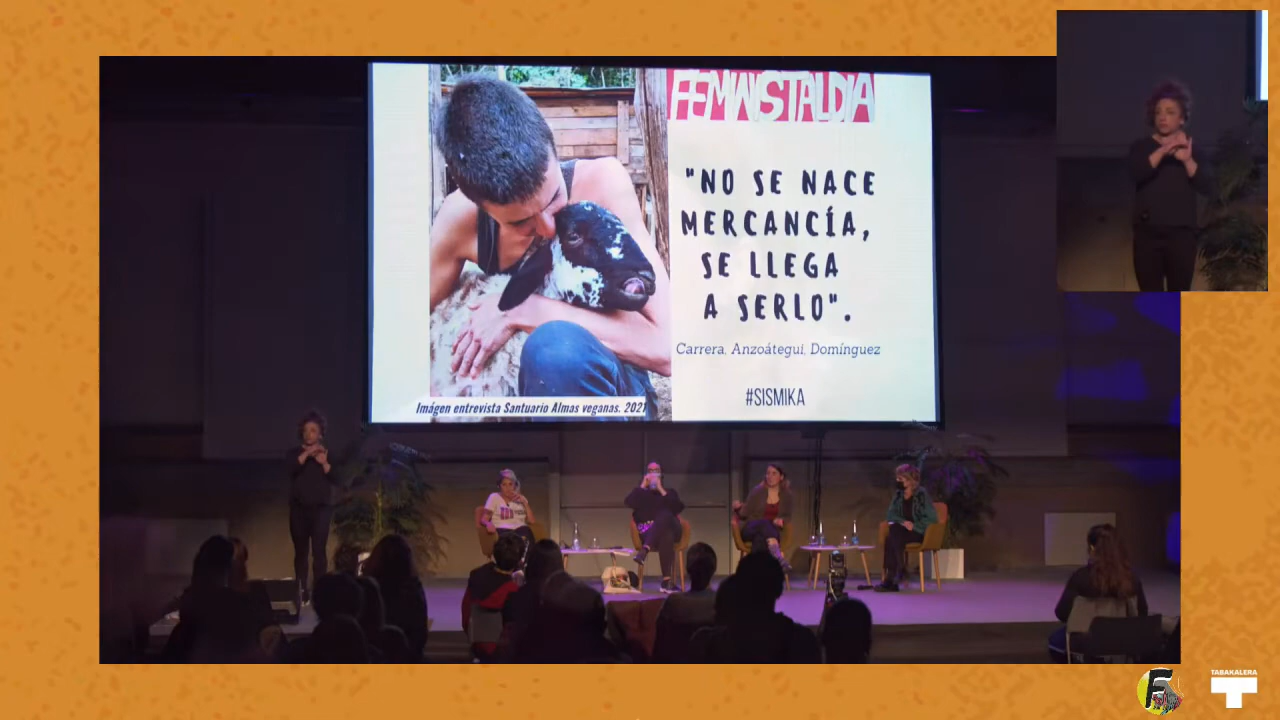 FEMINISTALDIA
"NO SE NACE
MERCANCÍA,
SE LLEGA
A SERLO".
Carrera, Anzoátegui, Domínguez
#SISMIKA
Imágen entrevista Santuario Almas veganas. 2021
TABAKALERA